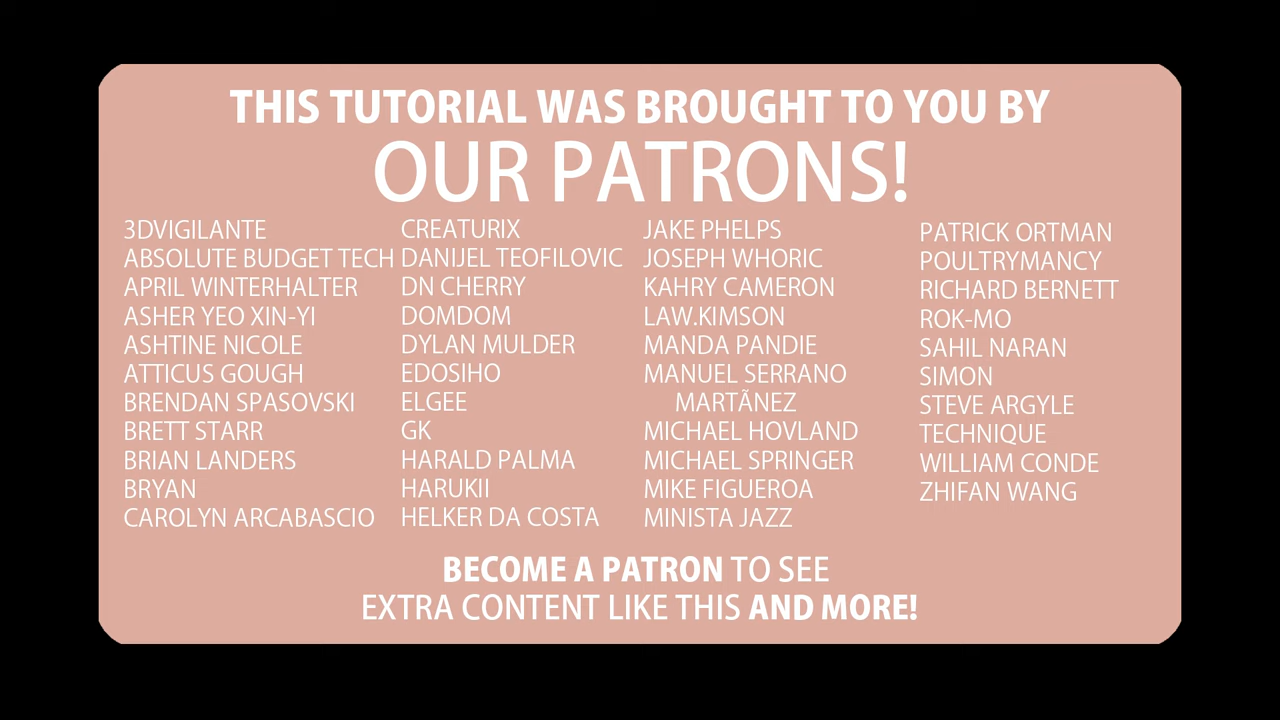 THIS TUTORIAL WAS BROUGHT TO YOU BY
OUR PATRONS!
3DVIGILANTE
ABSOLUTE BUDGET TECH
APRIL WINTERHALTER
ASHER YEO XIN-YI
ASHTINE NICOLE
ATTICUS GOUGH
BRENDAN SPASOVSKI
BRETT STARR
BRIAN LANDERS
BRYAN
CAROLYN ARCABASCIO
CREATURIX
DANIJEL TEOFILOVIC
DN CHERRY
DOMDOM
DYLAN MULDER
EDOSIHO
ELGEE
GK
HARALD PALMA
HARUKII
HELKER DA COSTA
JAKE PHELPS
JOSEPH WHORIC
KAHRY CAMERON
LAW.KIMSON
MANDA PANDIE
MANUEL SERRANO
MARTÃNEZ
MICHAEL HOVLAND
MICHAEL SPRINGER
MIKE FIGUEROA
MINISTA JAZZ
PATRICK ORTMAN
POULTRYMANCY
RICHARD BERNETT
ROK-MO
SAHIL NARAN
SIMON
STEVE ARGYLE
TECHNIQUE
WILLIAM CONDE
ZHIFAN WANG
BECOME A PATRON TO SEE
EXTRA CONTENT LIKE THIS AND MORE!